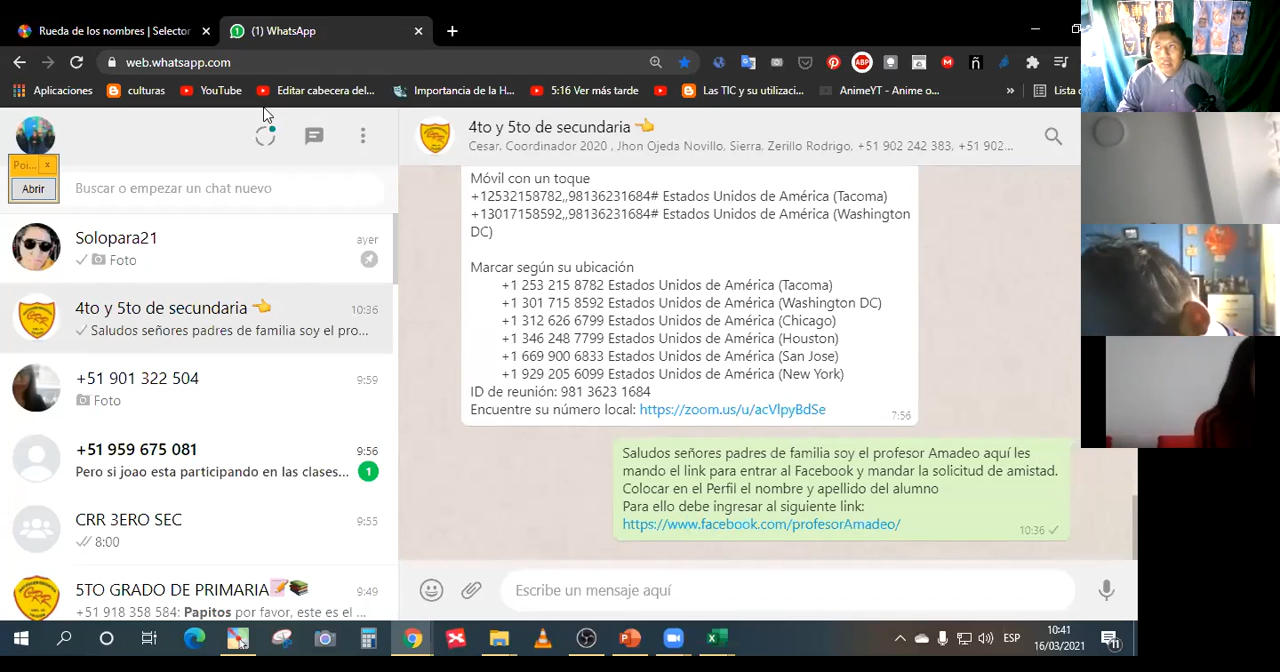 Rueda de los nombres | Selector
(1) WhatsApp
web.whatsapp.com
ABP
M
ñ
Aplicaciones
culturas
YouTube
Editar cabecera del...
Importancia de la H...
5:16 Ver más tarde
Las TIC y su utilizaci...
AnimeYT - Anime o...
»
Lista
Poi... x
Abrir
Buscar o empezar un chat nuevo
Solopara21
ayer
Foto
4to y 5to de secundaria
10:36
Saludos señores padres de familia soy el pro...
+51 901 322 504
9:59
Foto
+51 959 675 081
9:56
Pero si joao esta participando en las clases...
1
CRR 3ERO SEC
9:55
8:00
5TO GRADO DE PRIMARIA
9:49
+51 918 358 584: Papitos por favor, este es el ...
4to y 5to de secundaria
Cesar. Coordinador 2020 , Jhon Ojeda Novillo, Sierra, Zerillo Rodrigo, +51 902 242 383, +51 902...
Móvil con un toque
+12532158782,,98136231684# Estados Unidos de América (Tacoma)
+13017158592,,98136231684# Estados Unidos de América (Washington
DC)
Marcar según su ubicación
+1 253 215 8782 Estados Unidos de América (Tacoma)
+1 301 715 8592 Estados Unidos de América (Washington DC)
+1 312 626 6799 Estados Unidos de América (Chicago)
+1 346 248 7799 Estados Unidos de América (Houston)
+1 669 900 6833 Estados Unidos de América (San Jose)
+1 929 205 6099 Estados Unidos de América (New York)
ID de reunión: 981 3623 1684
Encuentre su número local: https://zoom.us/u/acVlpyBdSe
7:56
Saludos señores padres de familia soy el profesor Amadeo aquí les
mando el link para entrar al Facebook y mandar la solicitud de amistad.
Colocar en el Perfil el nombre y apellido del alumno
Para ello debe ingresar al siguiente link:
https://www.facebook.com/profesorAmadeo/
10:36
Escribe un mensaje aquí
ESP
10:41
16/03/2021
11